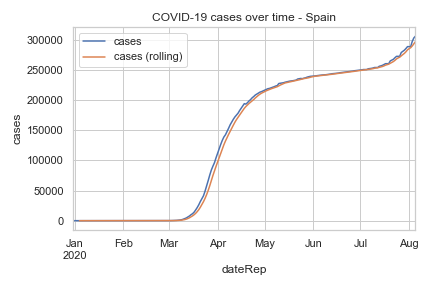 COVID-19 cases over time - Spain
cases
cases (rolling)
300000
250000
200000
150000
100000
50000
0
cases
Jan Feb Mar Apr May Jun Jul Aug
2020
dateRep